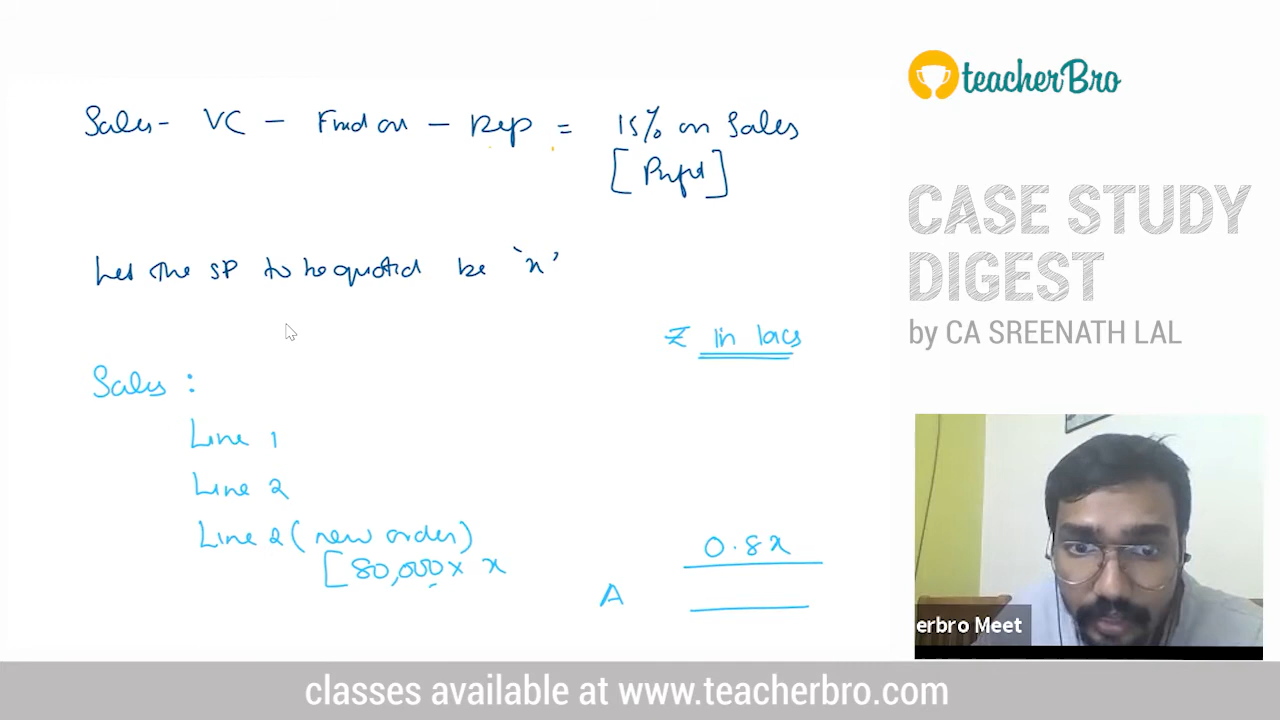 teacherBro
Sales - VC - Fixed OH - Dep = 15% on Sales
[Profit]
Let the SP to be quoted be 'x'
₹ in lacs
Sales :
Line 1
Line 2
Line 2 (new order) 0.8x
[80,000 x x
A
CASE STUDY
DIGEST
by CA SREENATH LAL
erbro Meet
classes available at www.teacherbro.com